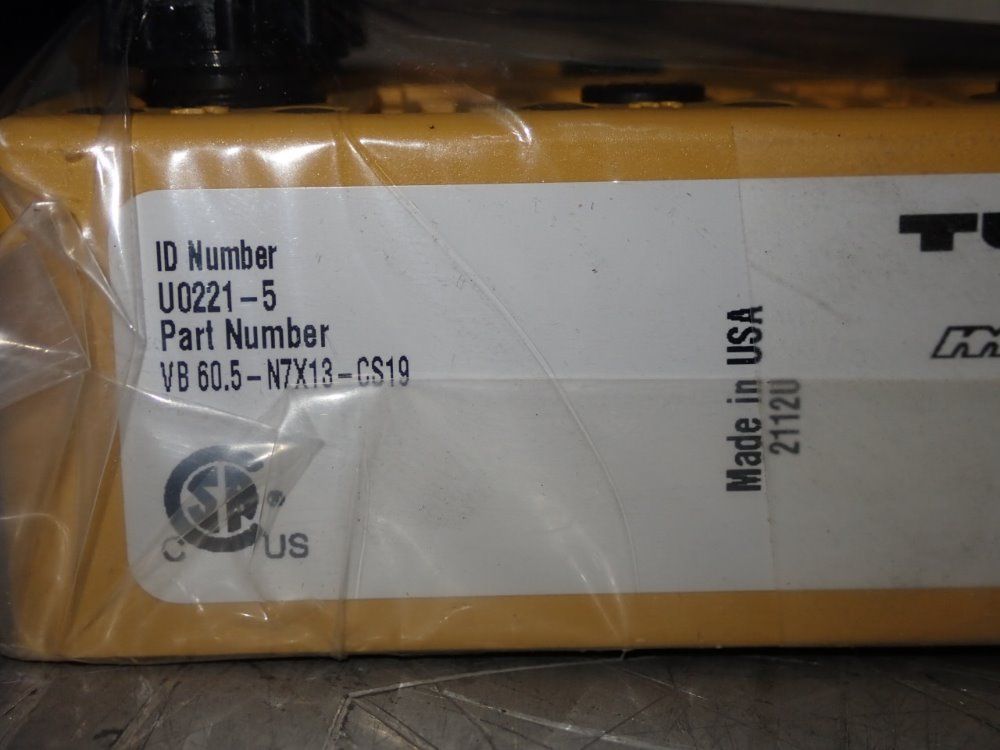 ID Number
U0221-5
Part Number
VB 60.5-N7X13-CS19
C US
Made in USA
2112U